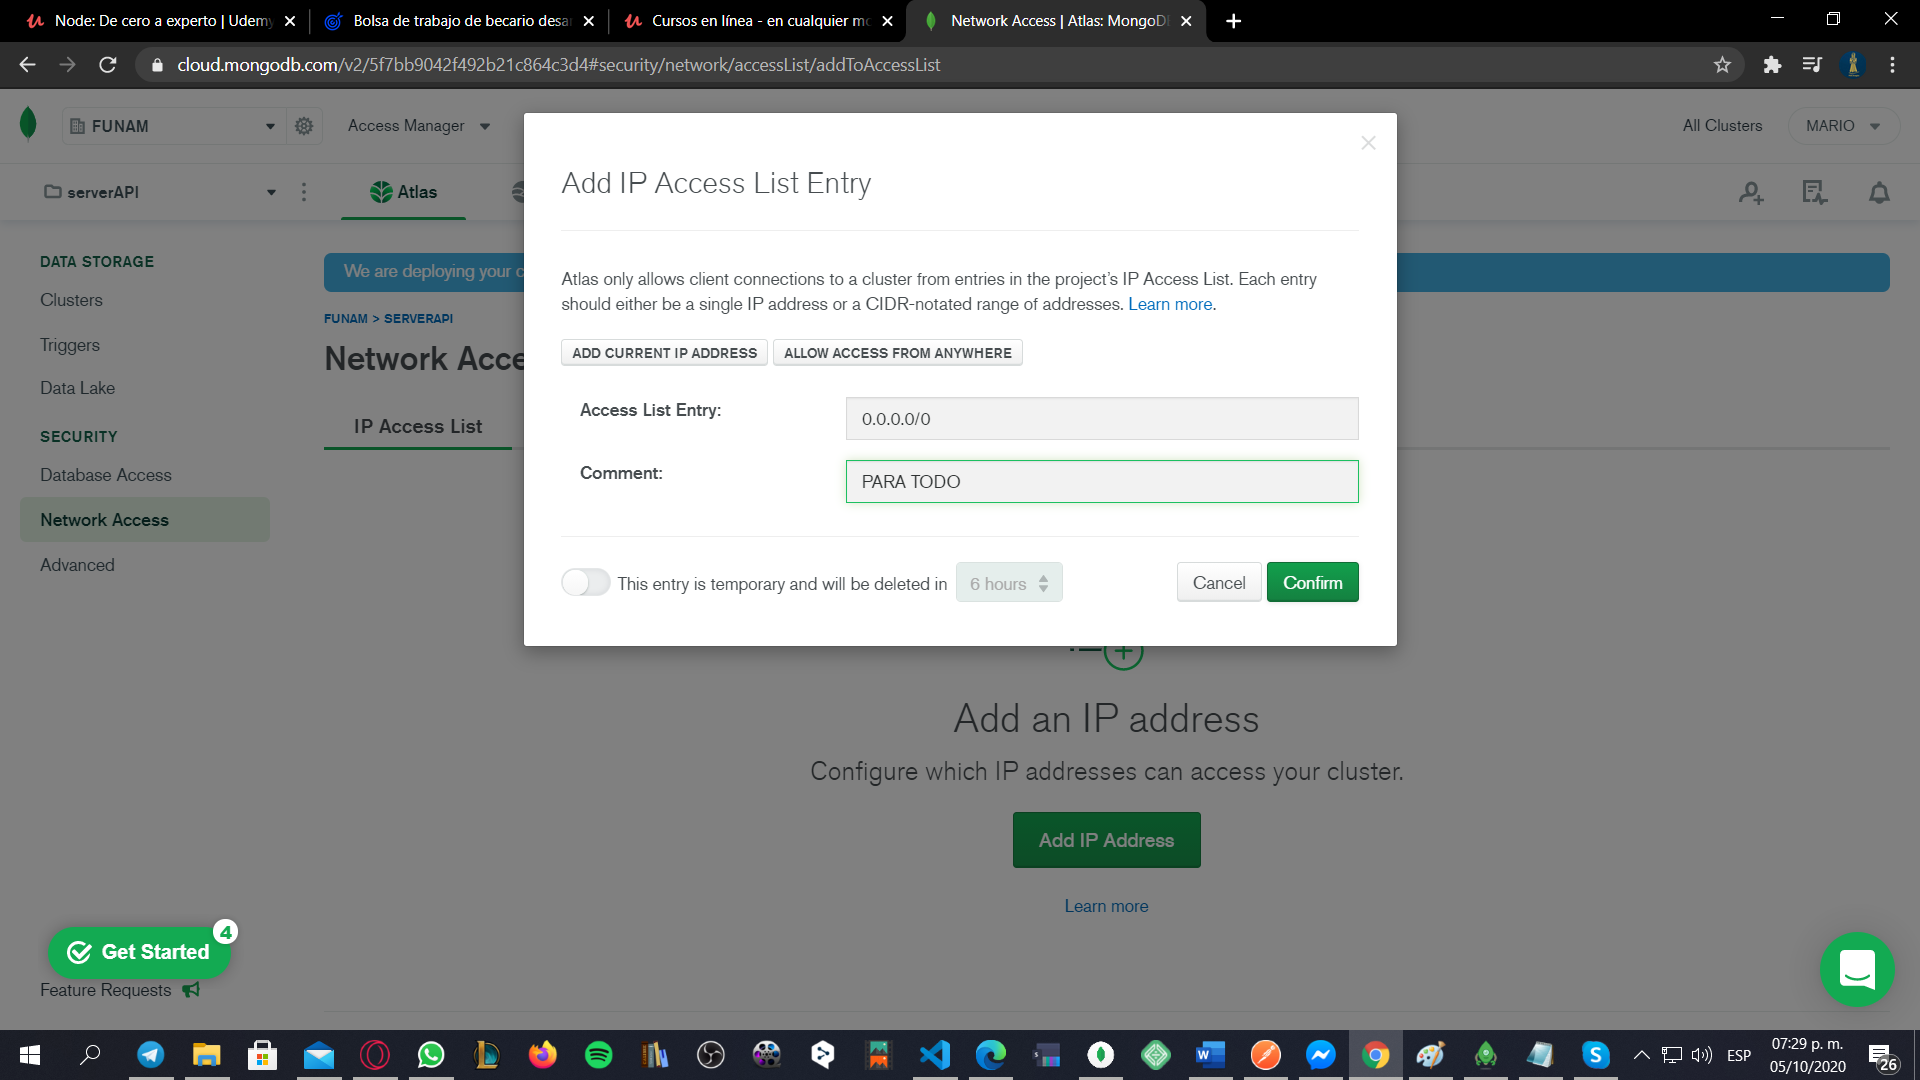 Node: De cero a experto | Udemy
Bolsa de trabajo de becario desa
Cursos en línea - en cualquier mo
Network Access | Atlas: MongoDB
cloud.mongodb.com/v2/5f7bb9042f492b21c864c3d4#security/network/accessList/addToAccessList
FUNAM
Access Manager
All Clusters
MARIO
serverAPI
Atlas
DATA STORAGE
Clusters
Triggers
Data Lake
SECURITY
Database Access
Network Access
Advanced
We are deploying your c
FUNAM > SERVERAPI
Network Acce
IP Access List
Add IP Access List Entry
Atlas only allows client connections to a cluster from entries in the project’s IP Access List. Each entry
should either be a single IP address or a CIDR-notated range of addresses. Learn more.
ADD CURRENT IP ADDRESS
ALLOW ACCESS FROM ANYWHERE
Access List Entry:
0.0.0.0/0
Comment:
PARA TODO
This entry is temporary and will be deleted in
6 hours
Cancel
Confirm
Add an IP address
Configure which IP addresses can access your cluster.
Add IP Address
Learn more
Get Started
4
Feature Requests
ESP
07:29 p. m.
05/10/2020
26